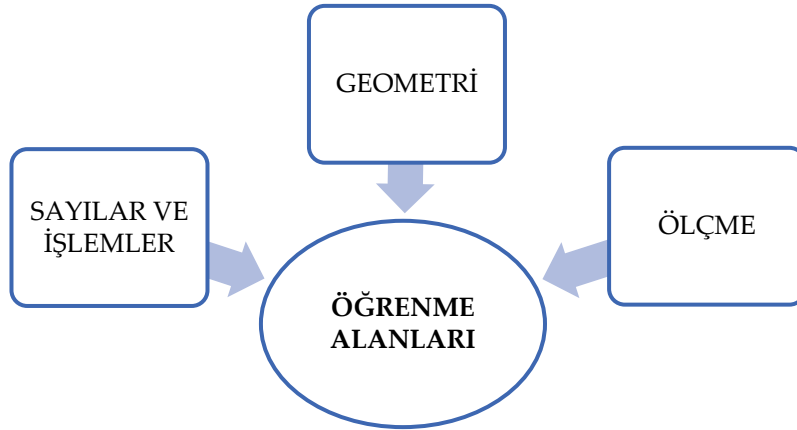 GEOMETRİ
SAYILAR VE
İŞLEMLER
ÖLÇME
ÖĞRENME
ALANLARI